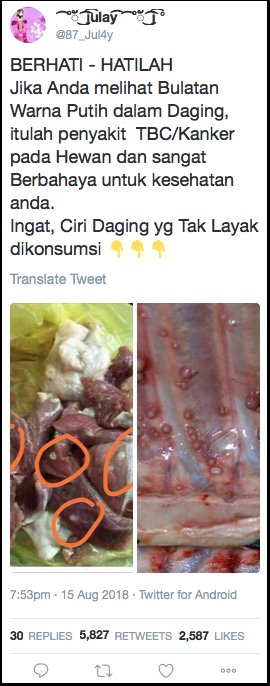 Julay
@87_Jul4y
BERHATI - HATILAH
Jika Anda melihat Bulatan
Warna Putih dalam Daging,
itulah penyakit TBC/Kanker
pada Hewan dan sangat
Berbahaya untuk kesehatan
anda.
Ingat, Ciri Daging yg Tak Layak
dikonsumsi 👇👇👇
Translate Tweet
7:53pm · 15 Aug 2018 · Twitter for Android
30 REPLIES 5,827 RETWEETS 2,587 LIKES